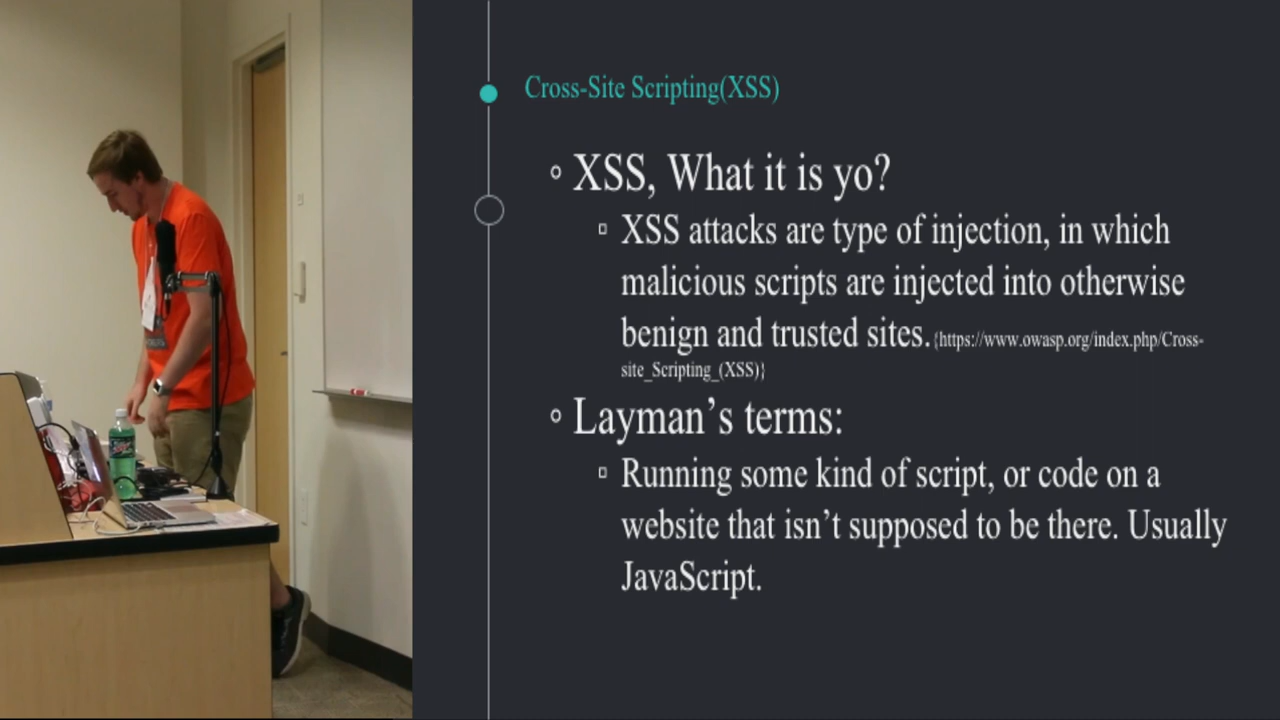 Cross-Site Scripting(XSS)
XSS, What it is yo?
XSS attacks are type of injection, in which
malicious scripts are injected into otherwise
benign and trusted sites. {https://www.owasp.org/index.php/Cross-
site_Scripting_(XSS)}
Layman’s terms:
Running some kind of script, or code on a
website that isn’t supposed to be there. Usually
JavaScript.